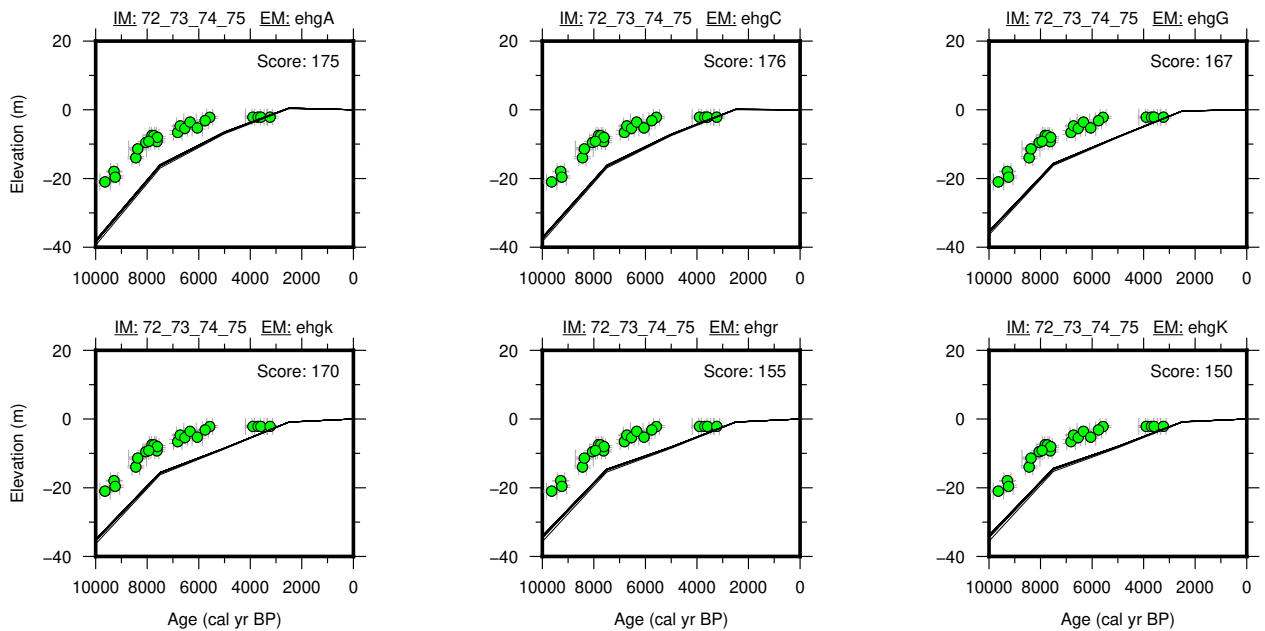 IM: 72_73_74_75 EM: ehgA
IM: 72_73_74_75 EM: ehgC
IM: 72_73_74_75 EM: ehgG
20
0
−20
−40
Elevation (m)
Score: 175
10000 8000 6000 4000 2000 0
20
0
−20
−40
Score: 176
10000 8000 6000 4000 2000 0
20
0
−20
−40
Score: 167
10000 8000 6000 4000 2000 0
IM: 72_73_74_75 EM: ehgk
IM: 72_73_74_75 EM: ehgr
IM: 72_73_74_75 EM: ehgK
20
0
−20
−40
Elevation (m)
Score: 170
10000 8000 6000 4000 2000 0
Age (cal yr BP)
20
0
−20
−40
Score: 155
10000 8000 6000 4000 2000 0
Age (cal yr BP)
20
0
−20
−40
Score: 150
10000 8000 6000 4000 2000 0
Age (cal yr BP)